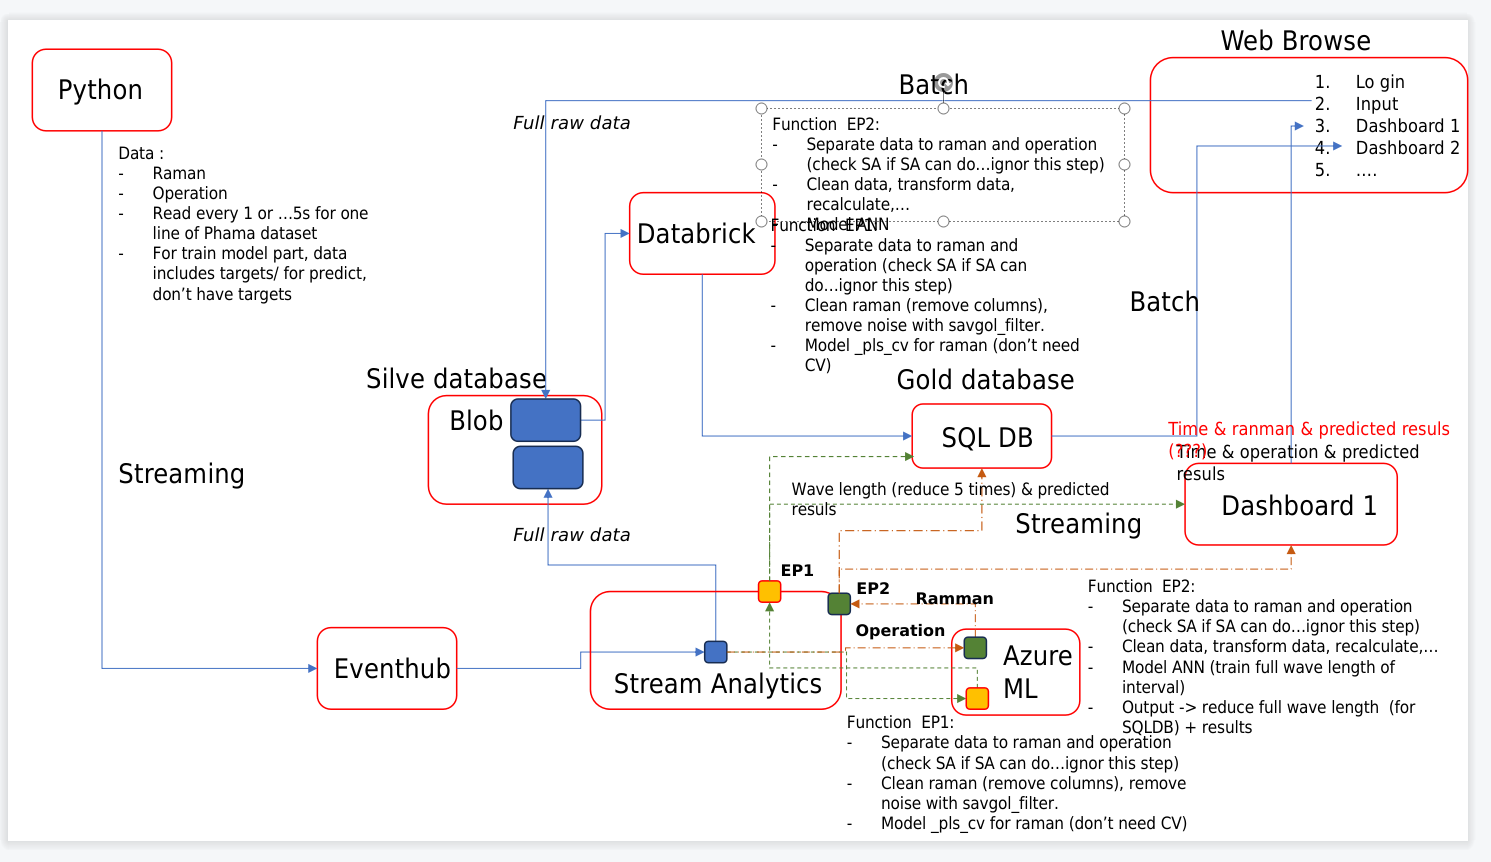 Web Browse
Python
1. Lo gin
2. Input
3. Dashboard 1
4. Dashboard 2
5. ....
Batch
Full raw data
Function EP2:
- Separate data to raman and operation
(check SA if SA can do...ignor this step)
- Clean data, transform data,
recalculate,...
- Model ANN
Data :
- Raman
- Operation
- Read every 1 or ...5s for one
line of Phama dataset
- For train model part, data
includes targets/ for predict,
don't have targets
Databrick
Function EP1:
- Separate data to raman and
operation (check SA if SA can
do...ignor this step)
- Clean raman (remove columns),
remove noise with savgol_filter.
- Model _pls_cv for raman (don't need
CV)
Batch
Silve database
Blob
Gold database
SQL DB
Time & ranman & predicted resuls
(???)
Time & operation & predicted
resuls
Streaming
Wave length (reduce 5 times) & predicted
resuls
Dashboard 1
Streaming
Full raw data
EP1
EP2
Ramman
Operation
Function EP2:
- Separate data to raman and operation
(check SA if SA can do...ignor this step)
- Clean data, transform data, recalculate,...
- Model ANN (train full wave length of
interval)
- Output -> reduce full wave length (for
SQLDB) + results
Eventhub
Stream Analytics
Azure
ML
Function EP1:
- Separate data to raman and operation
(check SA if SA can do...ignor this step)
- Clean raman (remove columns), remove
noise with savgol_filter.
- Model _pls_cv for raman (don't need CV)